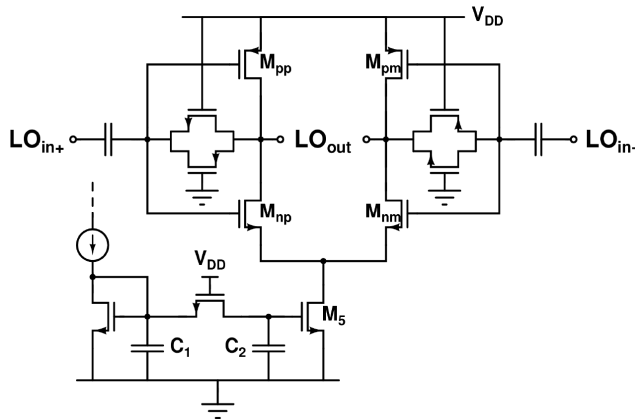 V_DD
M_pp
M_pm
LO_in+
LO_out
LO_in-
M_np
M_nm
V_DD
M_5
C_1
C_2